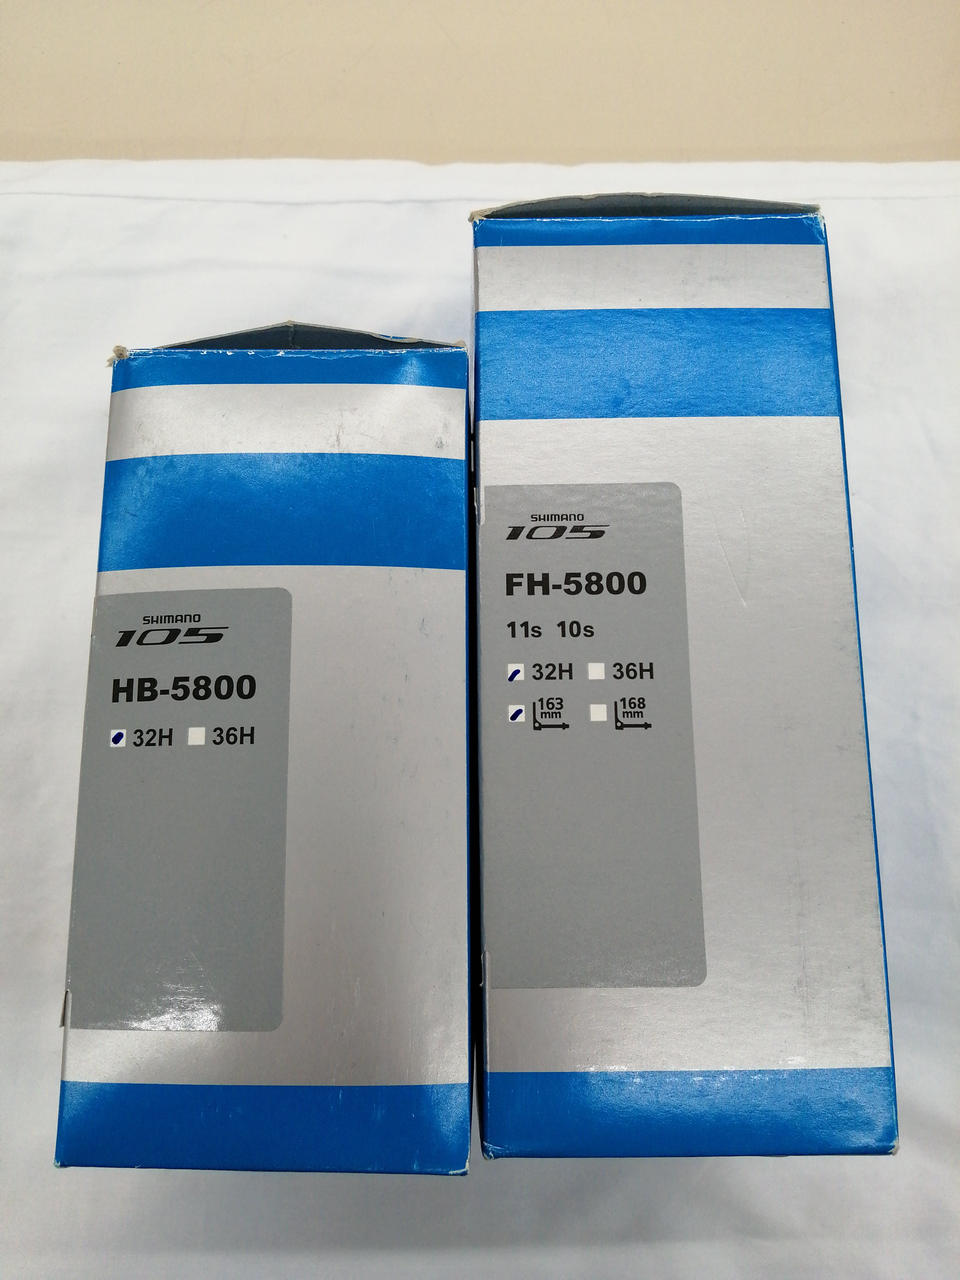 SHIMANO
105
HB-5800
32H 36H
SHIMANO
105
FH-5800
11s 10s
32H 36H
163 mm 168 mm